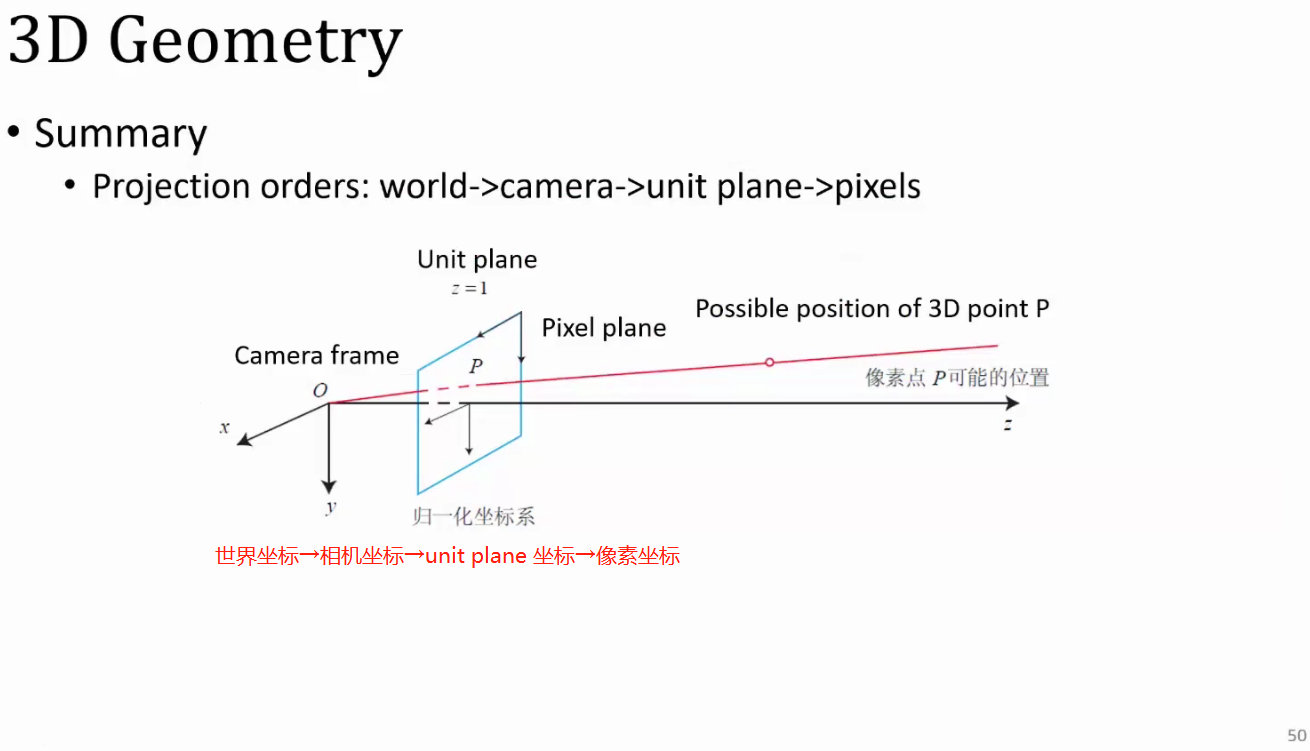 3D Geometry
• Summary
• Projection orders: world->camera->unit plane->pixels
Unit plane
z=1
Possible position of 3D point P
Pixel plane
Camera frame
P
像素点 P可能的位置
O
x
z
y
归一化坐标系
世界坐标→相机坐标→unit plane 坐标→像素坐标
50